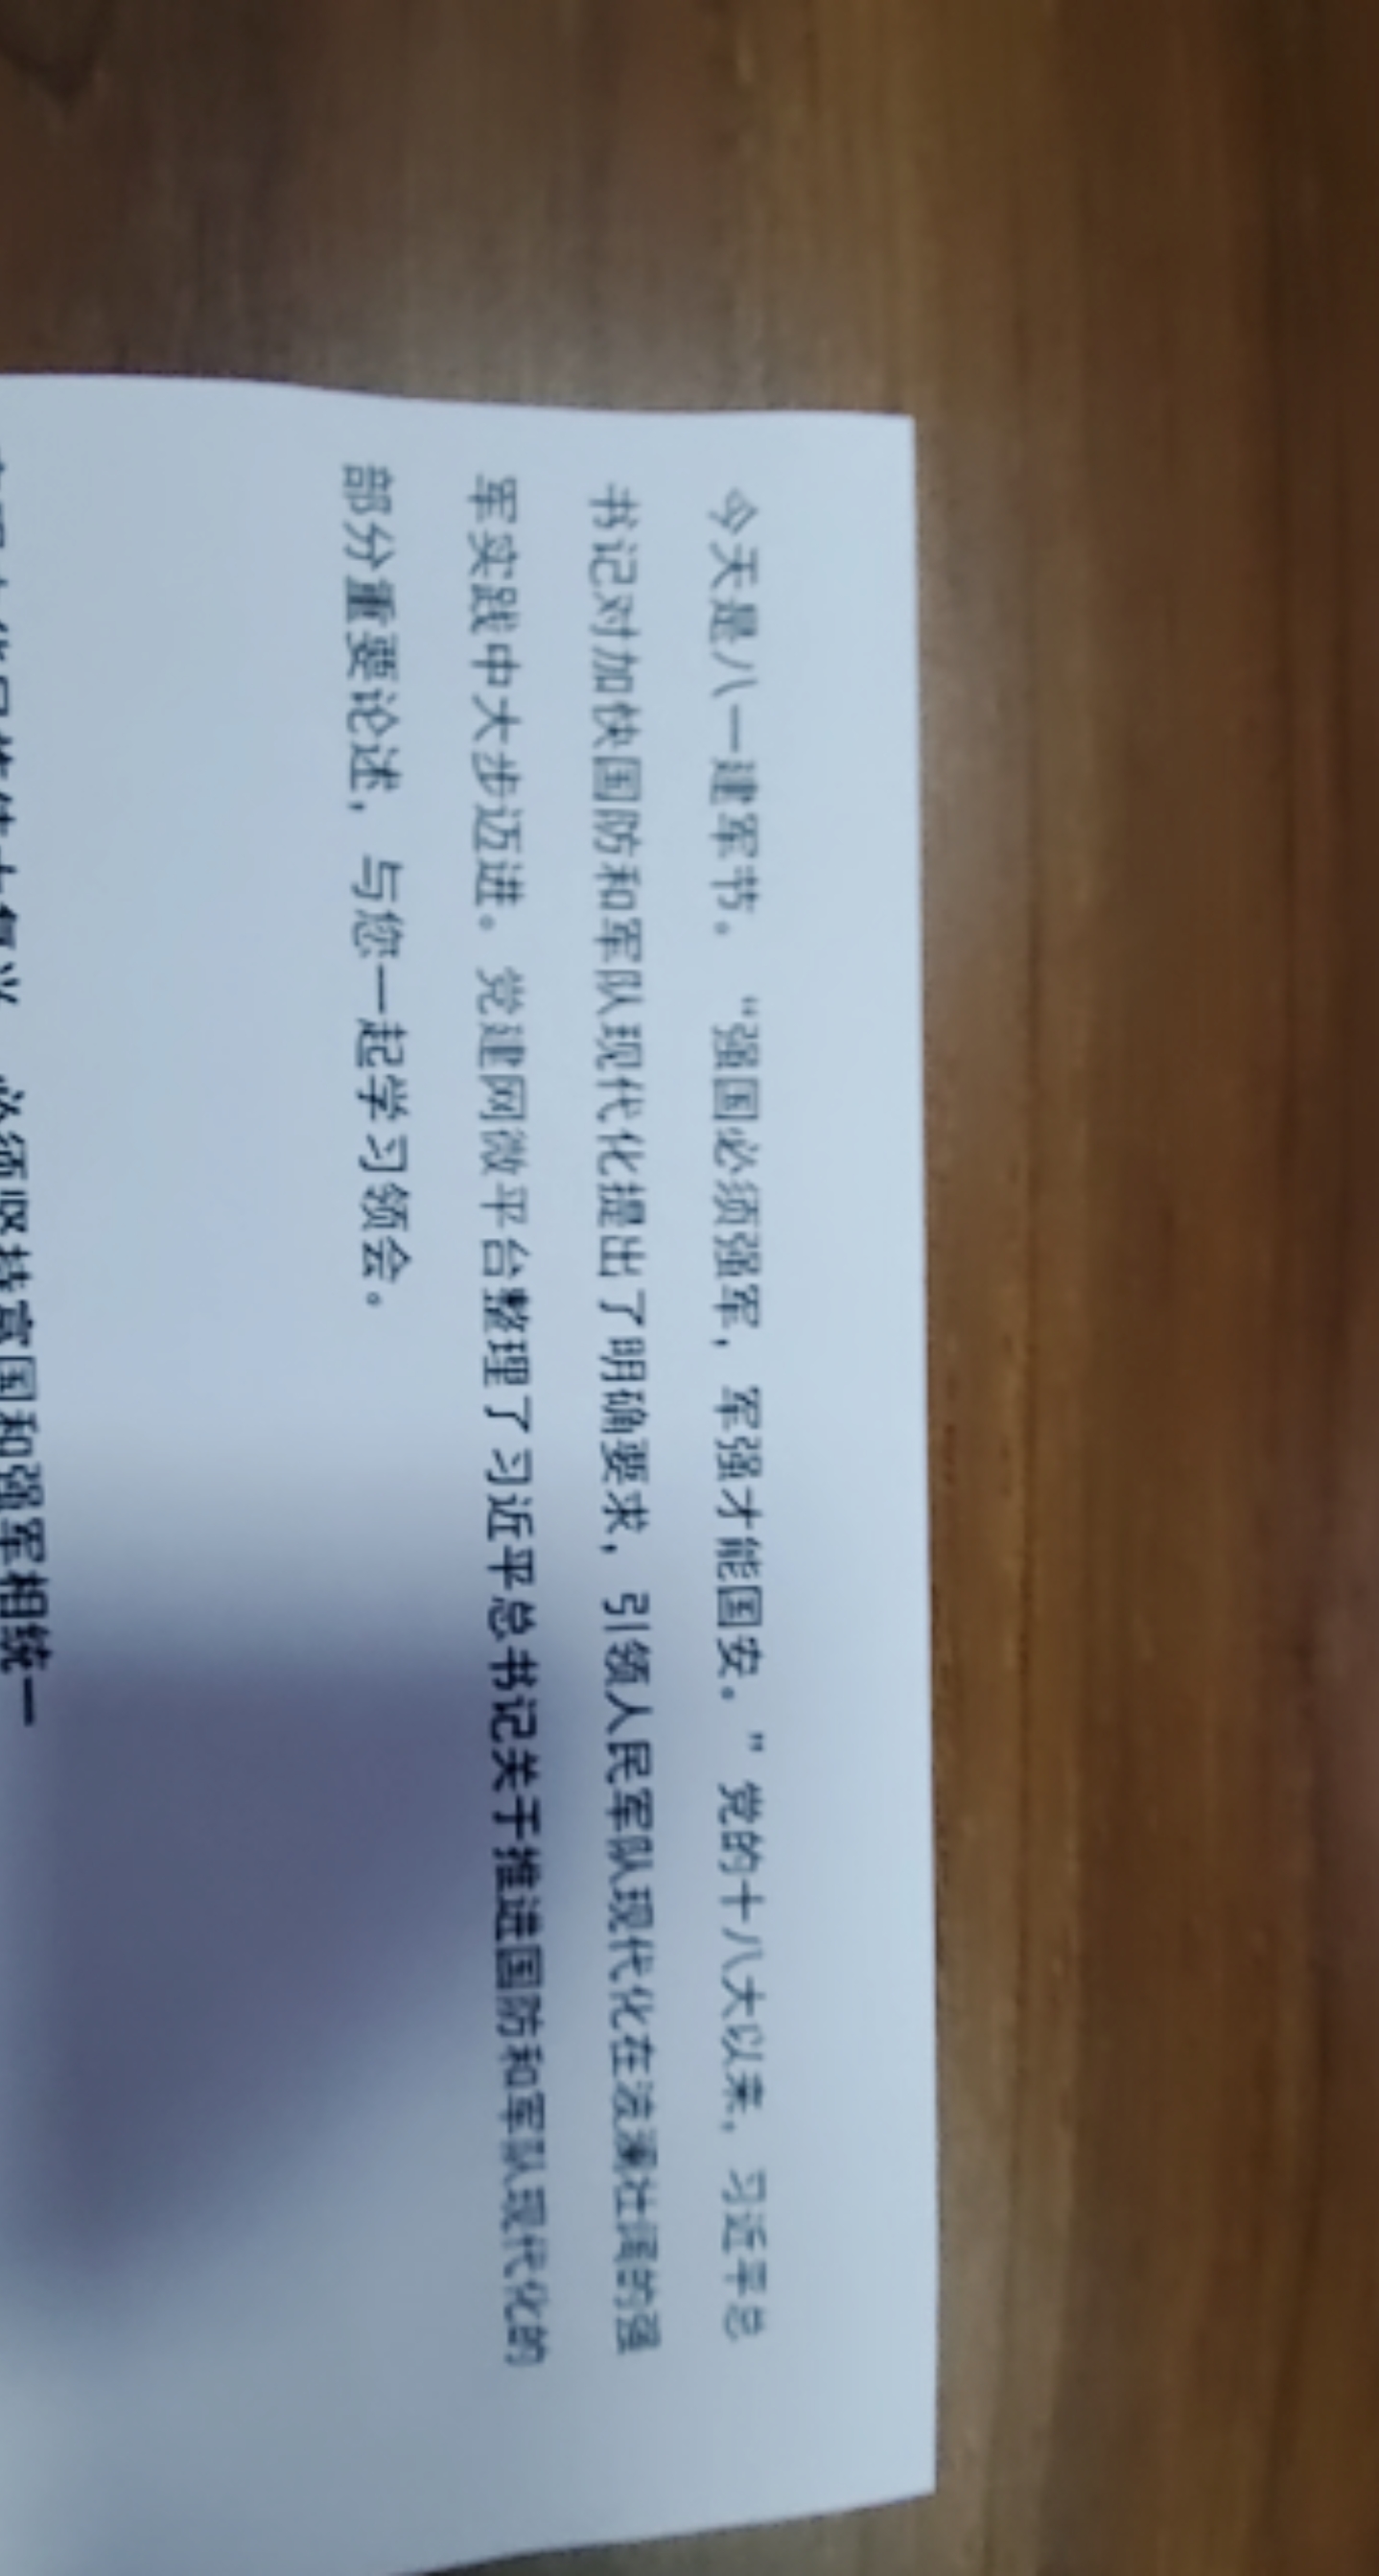 今天是八一建军节。“强国必须强军，军强才能国安。”党的十八大以来，习近平总
书记对加快国防和军队现代化提出了明确要求，引领人民军队现代化在波澜壮阔的强
军实践中大步迈进。党建网微平台整理了习近平总书记关于推进国防和军队现代化的
部分重要论述，与您一起学习领会。
必须坚持富国和强军相统一